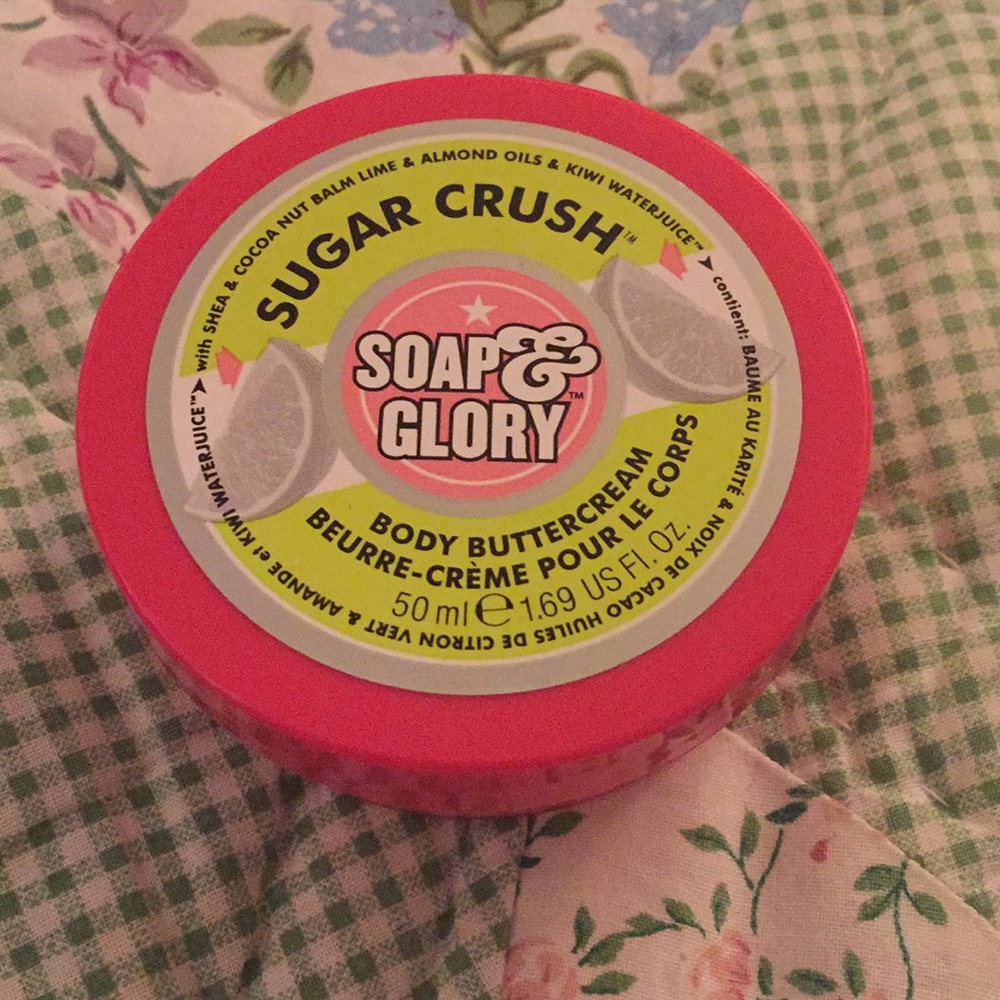 with SHEA & COCOA NUT BALM LIME & ALMOND OILS & KIWI WATERJUICE™
SUGAR CRUSH™
SOAP &
GLORY™
BODY BUTTERCREAM
BEURRE-CRÈME POUR LE CORPS
50 ml ℮ 1.69 US FL. OZ.
contient: BAUME AU KARITÉ & NOIX DE CACAO HUILES DE CITRON VERT & AMANDE et KIWI WATERJUICE™